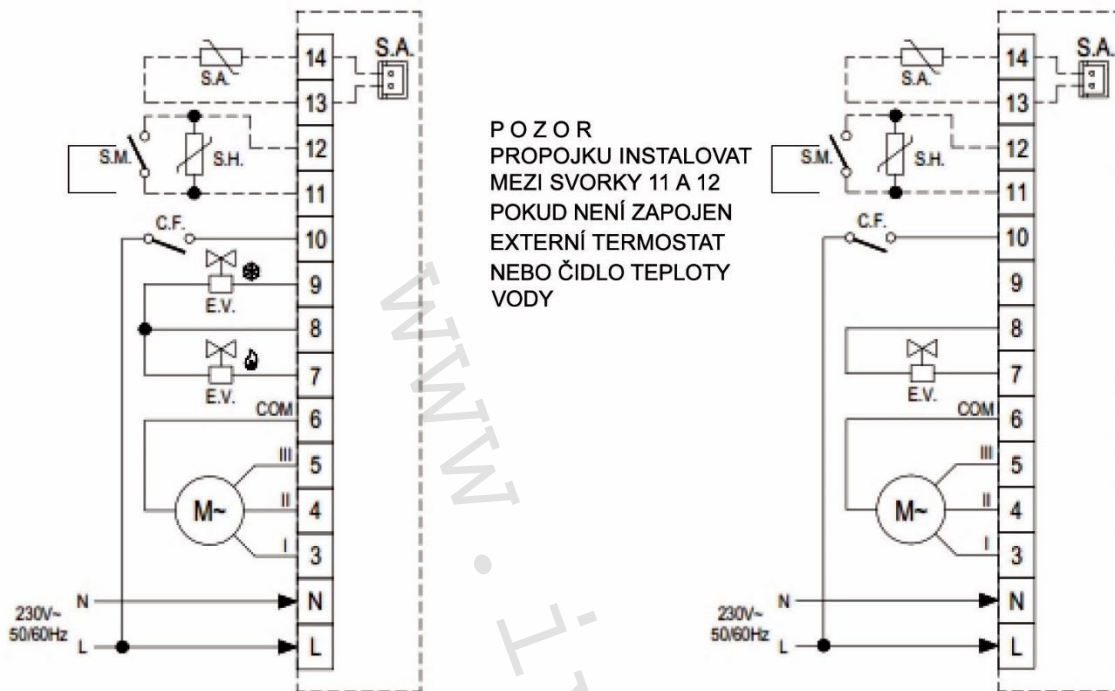 S.A.
14
S.A.
13
12
S.M.
S.H.
11
C.F.
10
9
E.V.
8
7
E.V.
COM
6
III
5
M~
II
4
I
3
230V~
50/60Hz
N
N
L
L
P O Z O R
PROPOJKU INSTALOVAT
MEZI SVORKY 11 A 12
POKUD NENÍ ZAPOJEN
EXTERNÍ TERMOSTAT
NEBO ČIDLO TEPLOTY
VODY
www.i
S.A.
14
S.A.
13
12
S.M.
S.H.
11
C.F.
10
9
8
7
E.V.
COM
6
III
5
M~
II
4
I
3
230V~
50/60Hz
N
N
L
L